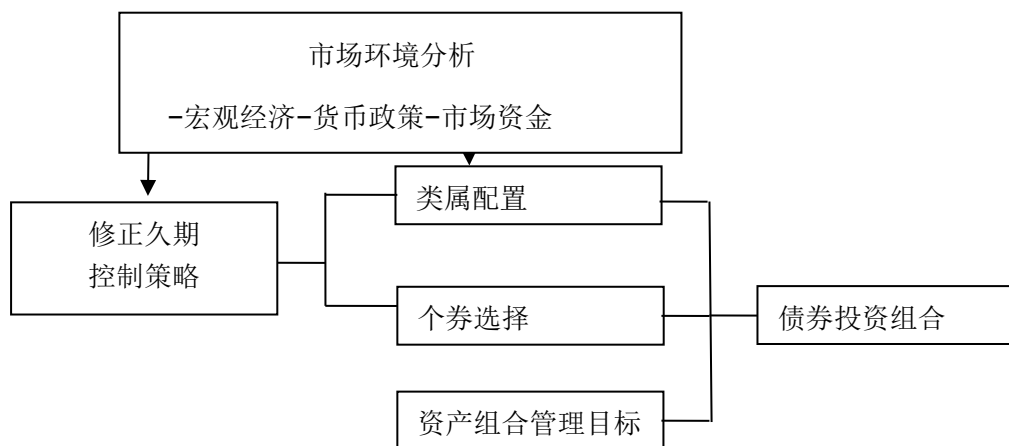 市场环境分析
–宏观经济–货币政策–市场资金
类属配置
修正久期
控制策略
个券选择
债券投资组合
资产组合管理目标